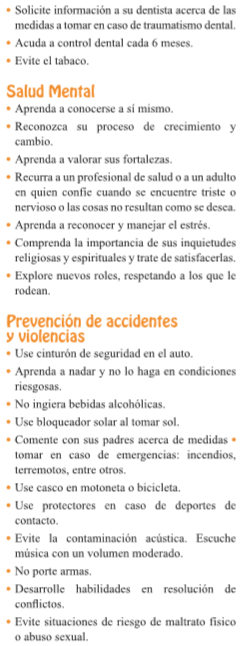 • Solicite información a su dentista acerca de las
medidas a tomar en caso de traumatismo dental.
• Acuda a control dental cada 6 meses.
• Evite el tabaco.
Salud Mental
• Aprenda a conocerse a sí mismo.
• Reconozca su proceso de crecimiento y
cambio.
• Aprenda a valorar sus fortalezas.
• Recurra a un profesional de salud o a un adulto
en quien confíe cuando se encuentre triste o
nervioso o las cosas no resultan como se desea.
• Aprenda a reconocer y manejar el estrés.
• Comprenda la importancia de sus inquietudes
religiosas y espirituales y trate de satisfacerlas.
• Explore nuevos roles, respetando a los que le
rodean.
Prevención de accidentes
y violencias
• Use cinturón de seguridad en el auto.
• Aprenda a nadar y no lo haga en condiciones
riesgosas.
• No ingiera bebidas alcohólicas.
• Use bloqueador solar al tomar sol.
• Comente con sus padres acerca de medidas •
tomar en caso de emergencias: incendios,
terremotos, entre otros.
• Use casco en motoneta o bicicleta.
• Use protectores en caso de deportes de
contacto.
• Evite la contaminación acústica. Escuche
música con un volumen moderado.
• No porte armas.
• Desarrolle habilidades en resolución de
conflictos.
• Evite situaciones de riesgo de maltrato físico
o abuso sexual.